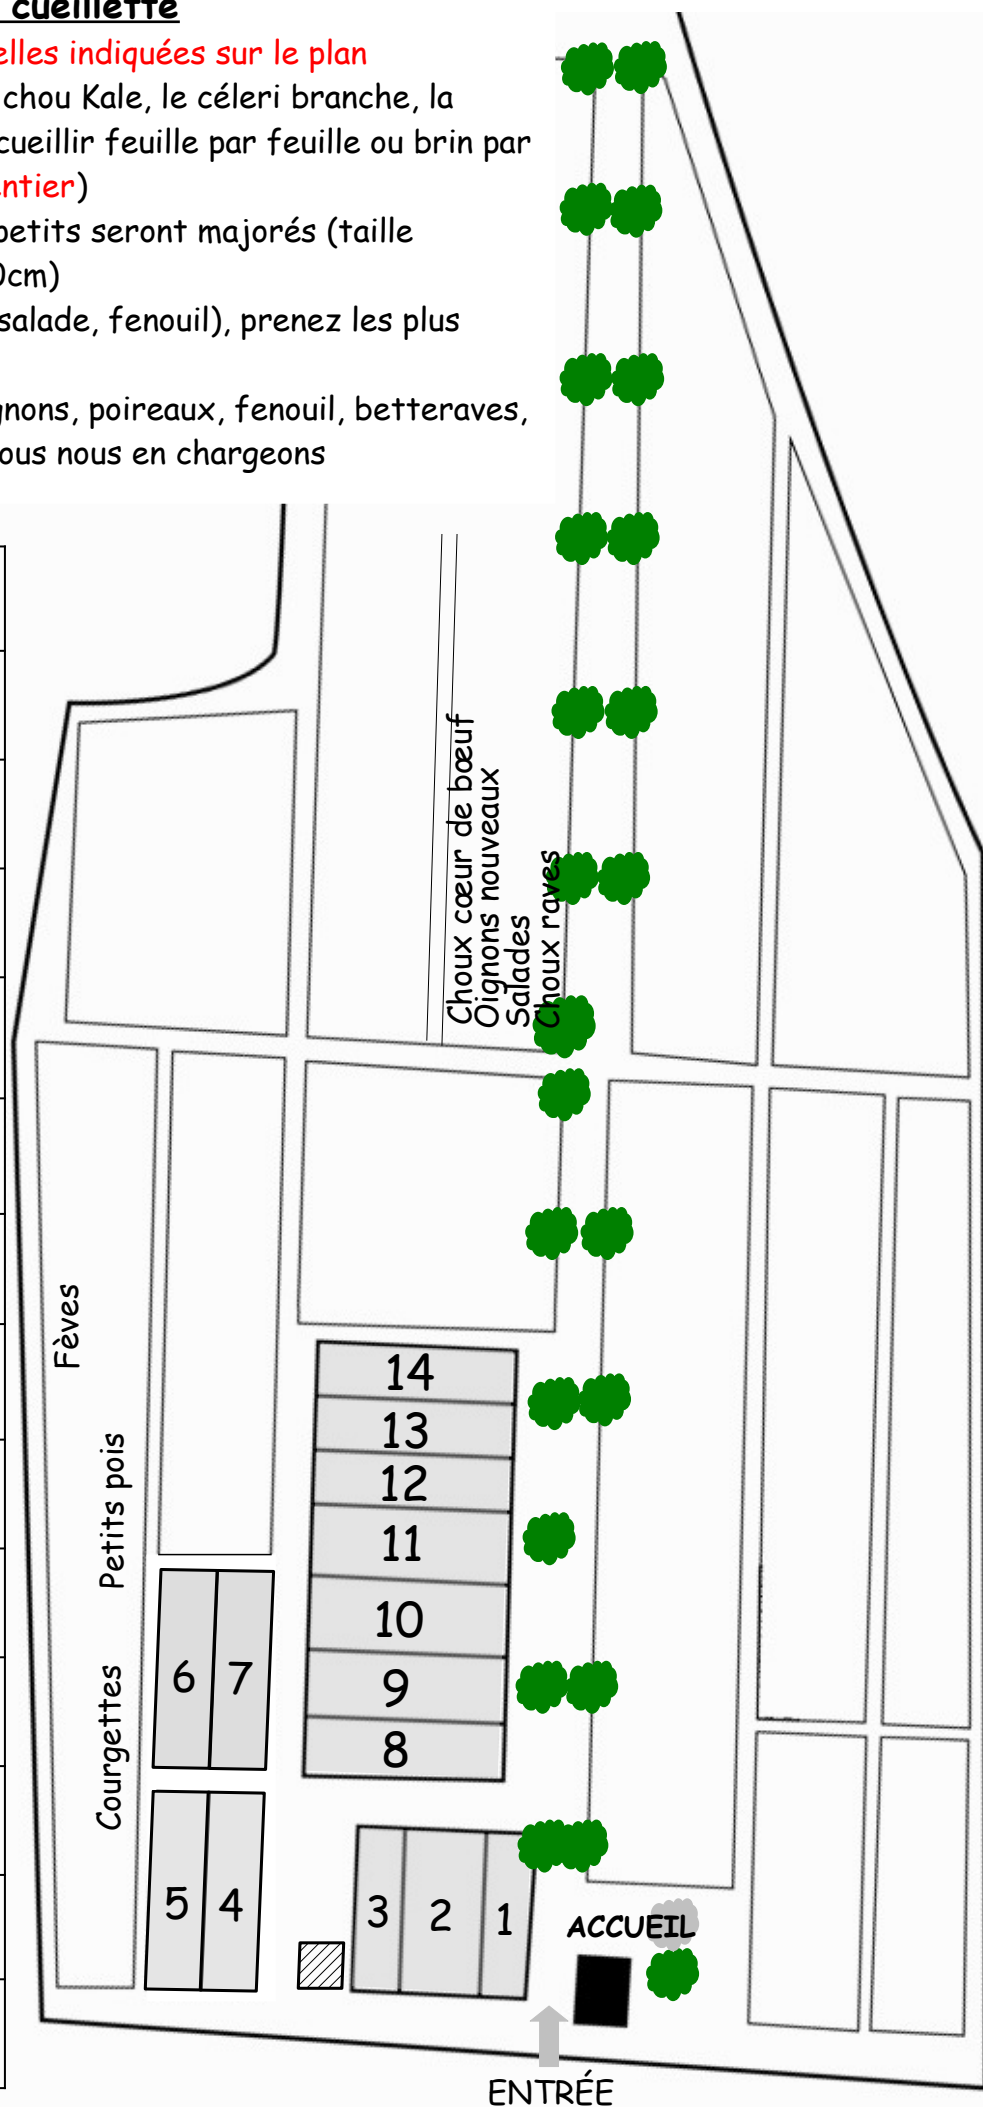 cueillette
elles indiquées sur le plan
chou Kale, le céleri branche, la
cueillir feuille par feuille ou brin par
entier)
petits seront majorés (taille
0cm)
salade, fenouil), prenez les plus
gnons, poireaux, fenouil, betteraves,
ous nous en chargeons
Choux cœur de bœuf
Oignons nouveaux
Salades
Choux raves
Fèves
Petits pois
Courgettes
14
13
12
11
10
9
8
6 7
5 4
3 2 1
ACCUEIL
ENTRÉE